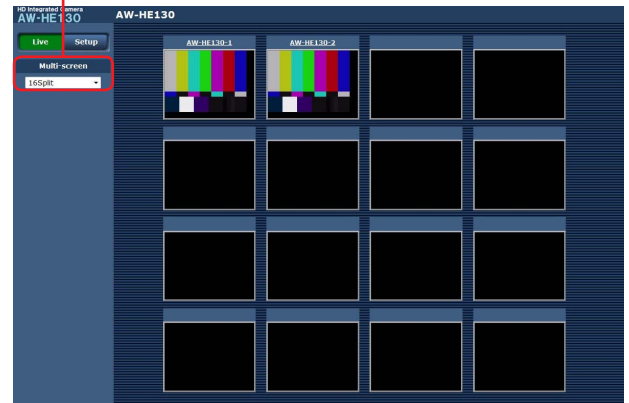 HD Integrated Camera
AW-HE130
AW-HE130
Live
Setup
Multi-screen
16Split
AW-HE130-1
AW-HE130-2